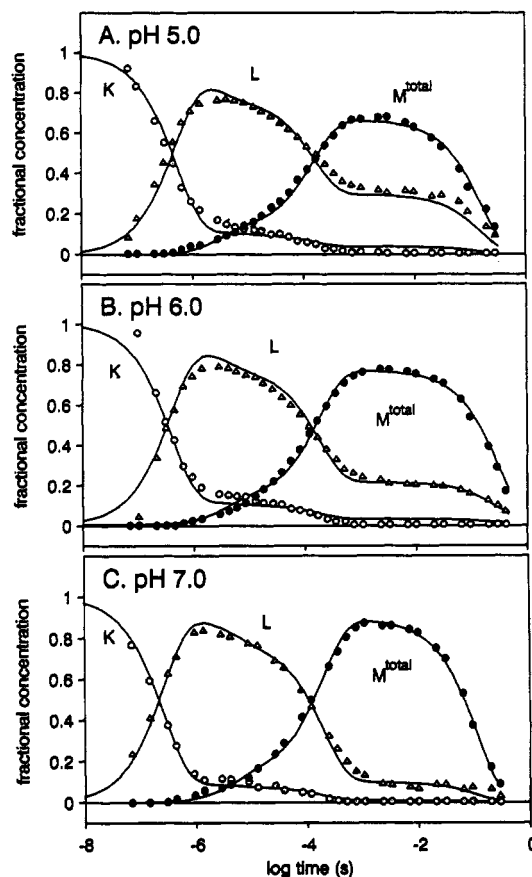 A. pH 5.0
fractional concentration
1
0.8
0.6
0.4
0.2
0
K
L
M^total
B. pH 6.0
fractional concentration
1
0.8
0.6
0.4
0.2
0
K
L
M^total
C. pH 7.0
fractional concentration
1
0.8
0.6
0.4
0.2
0
K
L
M^total
-8
-6
-4
-2
0
log time (s)